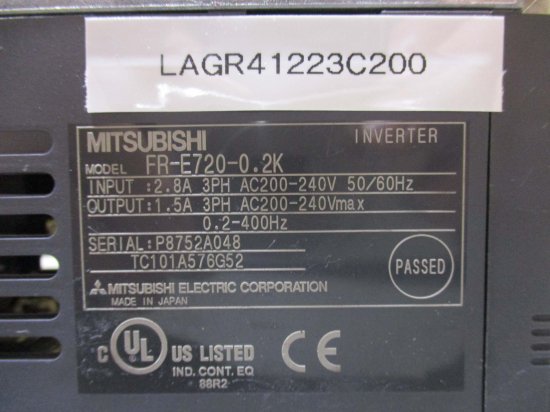 LAGR41223C200
MITSUBISHI INVERTER
MODEL FR-E720-0.2K
INPUT :2.8A 3PH AC200-240V 50/60Hz
OUTPUT:1.5A 3PH AC200-240Vmax
0.2-400Hz
SERIAL:P8752A048
TC101A576G52
PASSED
MITSUBISHI ELECTRIC CORPORATION
MADE IN JAPAN
C UL US LISTED CE
IND. CONT. EQ
88R2